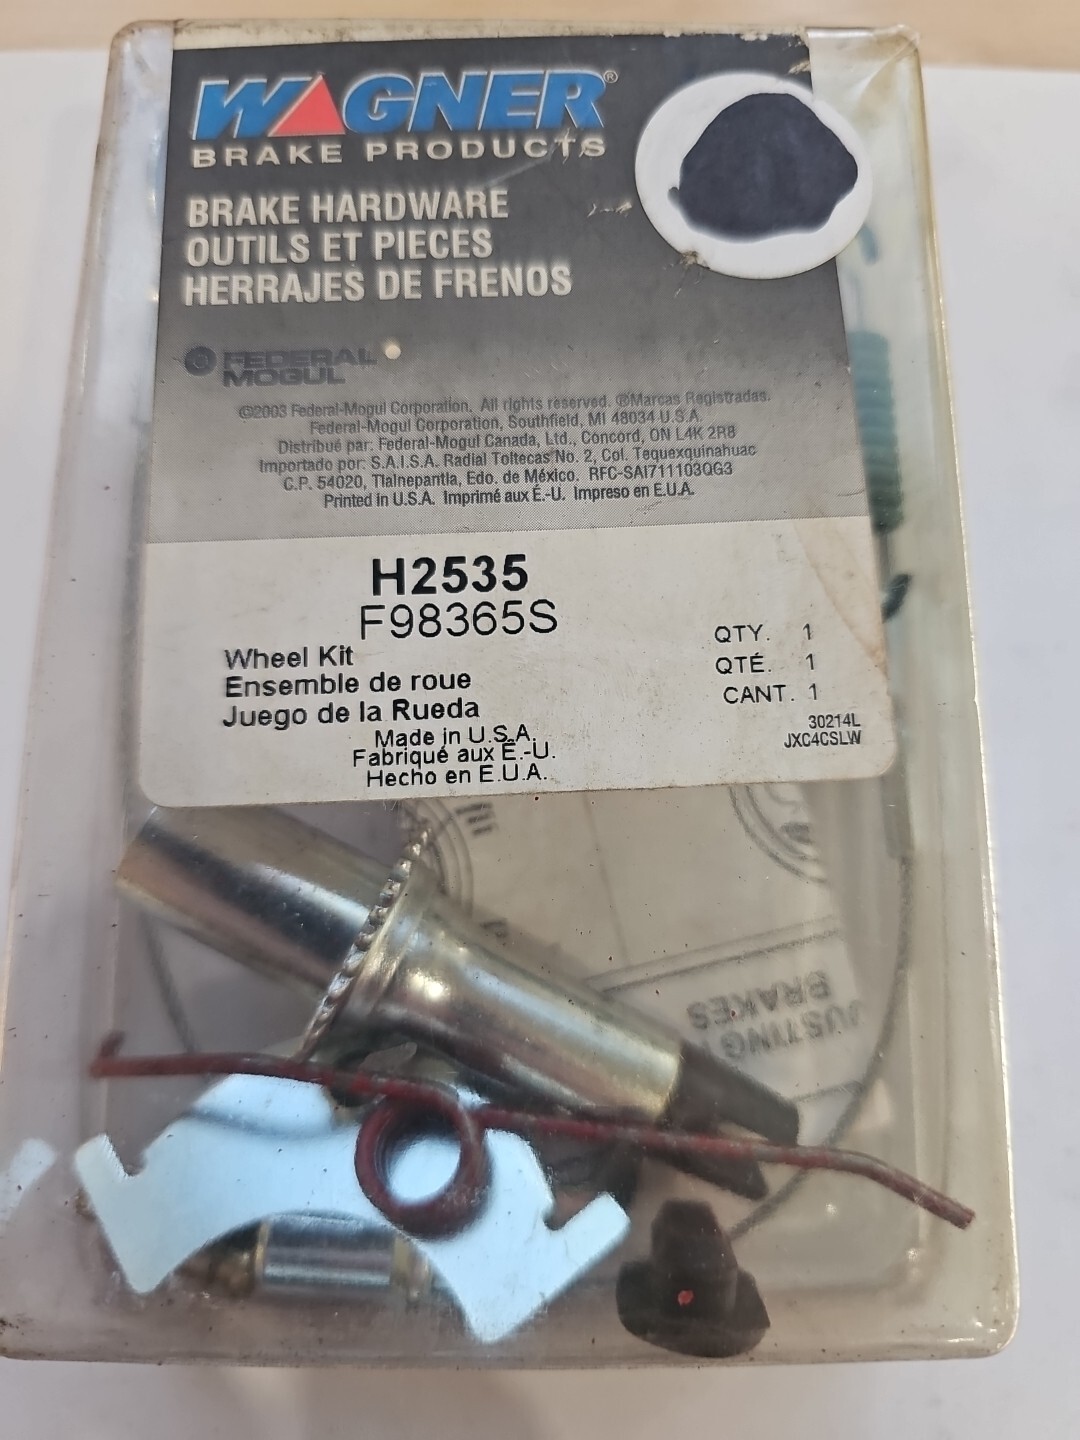 WAGNER®
BRAKE PRODUCTS
BRAKE HARDWARE
OUTILS ET PIECES
HERRAJES DE FRENOS
FEDERAL
MOGUL
©2003 Federal-Mogul Corporation. All rights reserved. ®Marcas Registradas.
Federal-Mogul Corporation, Southfield, MI 48034 U.S.A.
Distribué par: Federal-Mogul Canada, Ltd., Concord, ON L4K 2R8
Importado por: S.A.I.S.A. Radial Toltecas No. 2, Col. Tequexquinahuac
C.P. 54020, Tlalnepantla, Edo. de México. RFC-SAI711103QG3
Printed in U.S.A. Imprimé aux É.-U. Impreso en E.U.A.
H2535
F98365S
Wheel Kit
Ensemble de roue
Juego de la Rueda
QTY. 1
QTÉ. 1
CANT. 1
Made in U.S.A.
Fabriqué aux É.-U.
Hecho en E.U.A.
30214L
JXC4CSLW
JUSTING
BRAKES